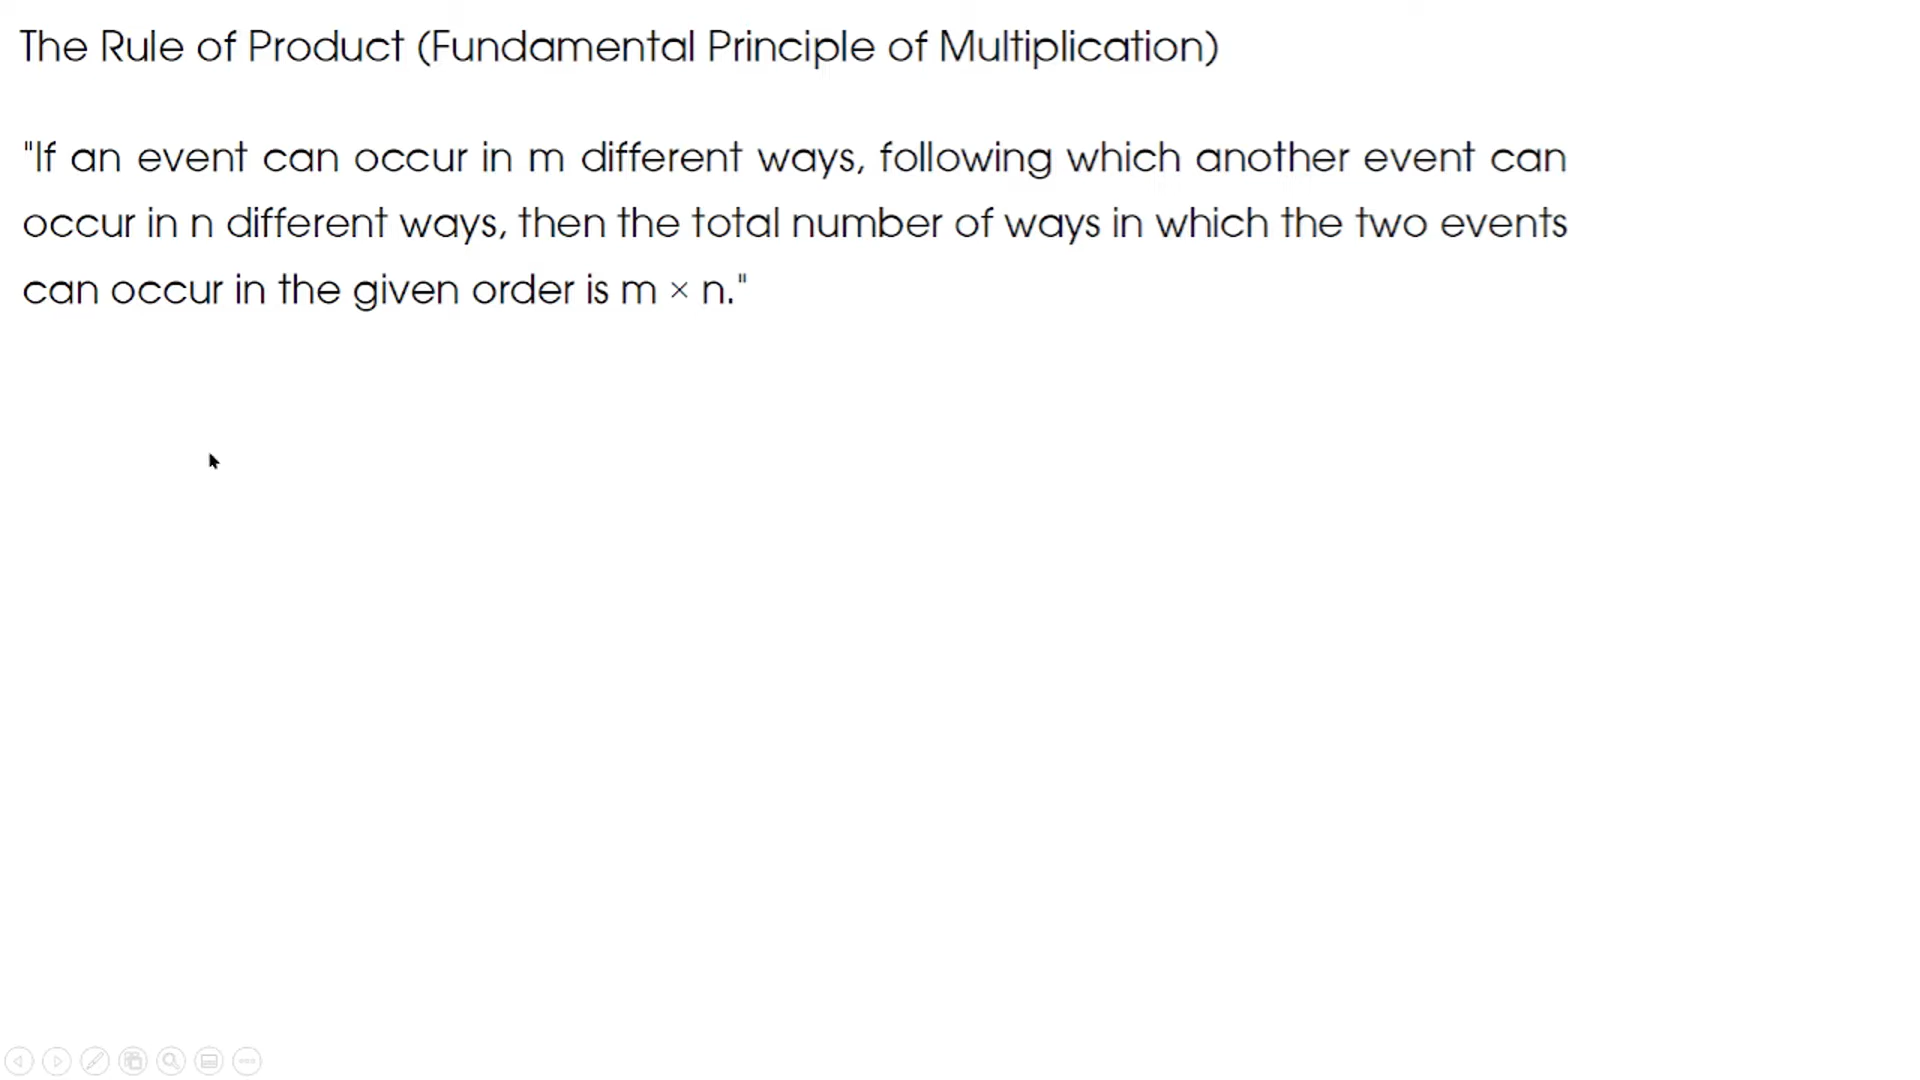 The Rule of Product (Fundamental Principle of Multiplication)
"If an event can occur in m different ways, following which another event can
occur in n different ways, then the total number of ways in which the two events
can occur in the given order is m × n."